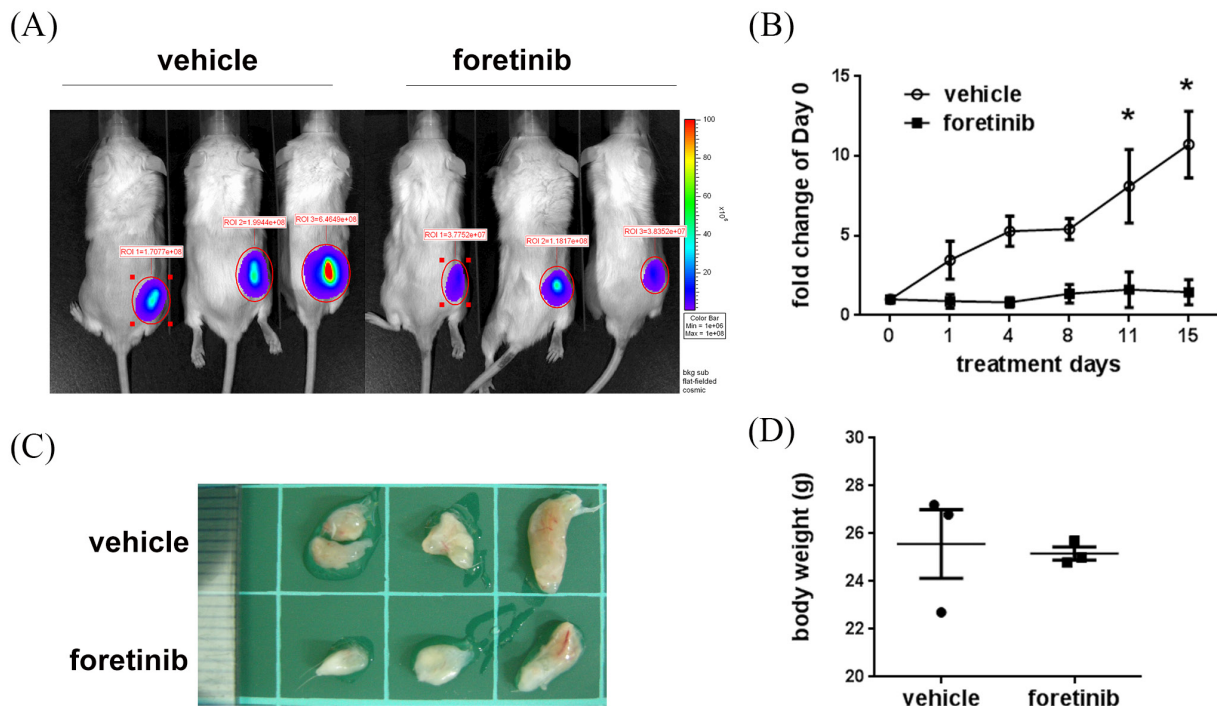 (A)
vehicle
foretinib
ROI 1=1.7077e+08
ROI 2=1.9944e+08
ROI 3=6.4649e+08
ROI 1=3.7752e+07
ROI 2=1.1817e+08
ROI 3=3.8352e+07
100
80
60
40
20
x10⁶
Color Bar
Min = 1e+06
Max = 1e+08
bkg sub
flat-fielded
cosmic
(B)
fold change of Day 0
15
10
5
0
vehicle
foretinib
*
*
0 1 4 8 11 15
treatment days
(C)
vehicle
foretinib
(D)
body weight (g)
30
28
26
24
22
20
vehicle foretinib